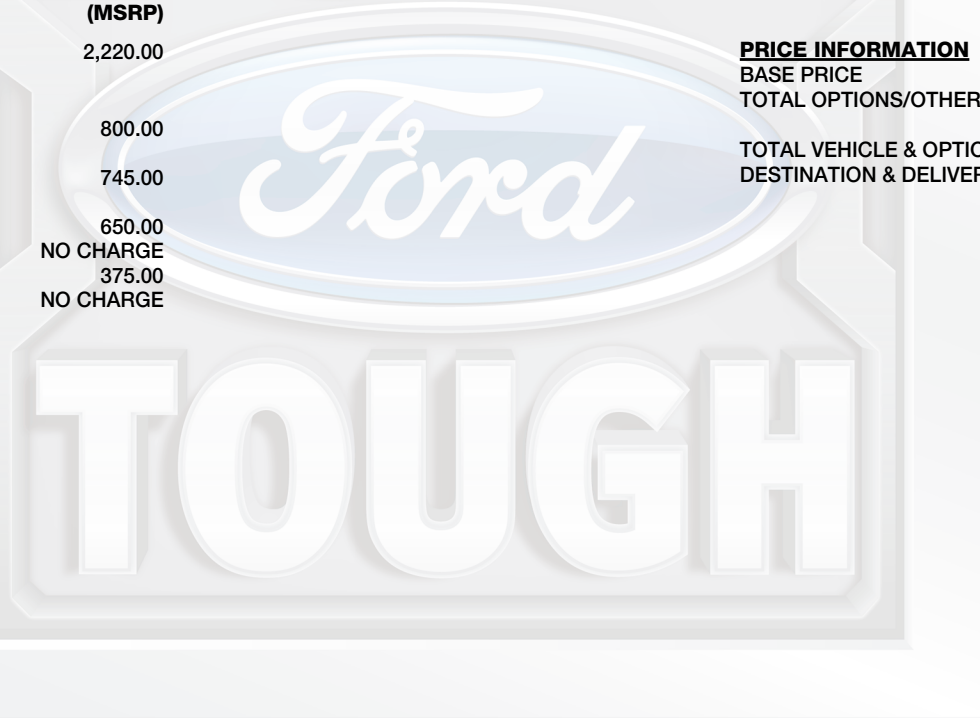 (MSRP)
2,220.00
800.00
745.00
650.00
NO CHARGE
375.00
NO CHARGE
PRICE INFORMATION
BASE PRICE
TOTAL OPTIONS/OTHER
TOTAL VEHICLE & OPTIO
DESTINATION & DELIVER
Ford
TOUGH